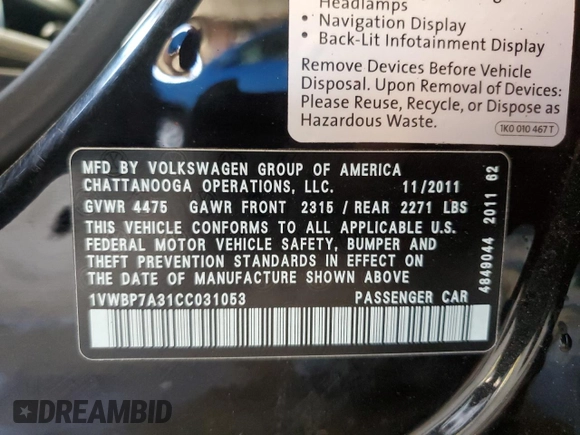 Headlamps
• Navigation Display
• Back-Lit Infotainment Display
Remove Devices Before Vehicle
Disposal. Upon Removal of Devices:
Please Reuse, Recycle, or Dispose as
Hazardous Waste.
1K0 010 467 T
MFD BY VOLKSWAGEN GROUP OF AMERICA
CHATTANOOGA OPERATIONS, LLC. 11/2011
GVWR 4475 GAWR FRONT 2315 / REAR 2271 LBS
THIS VEHICLE CONFORMS TO ALL APPLICABLE U.S.
FEDERAL MOTOR VEHICLE SAFETY, BUMPER AND
THEFT PREVENTION STANDARDS IN EFFECT ON
THE DATE OF MANUFACTURE SHOWN ABOVE
1VWBP7A31CC031053 PASSENGER CAR
4849044 2011 62
DREAMBID